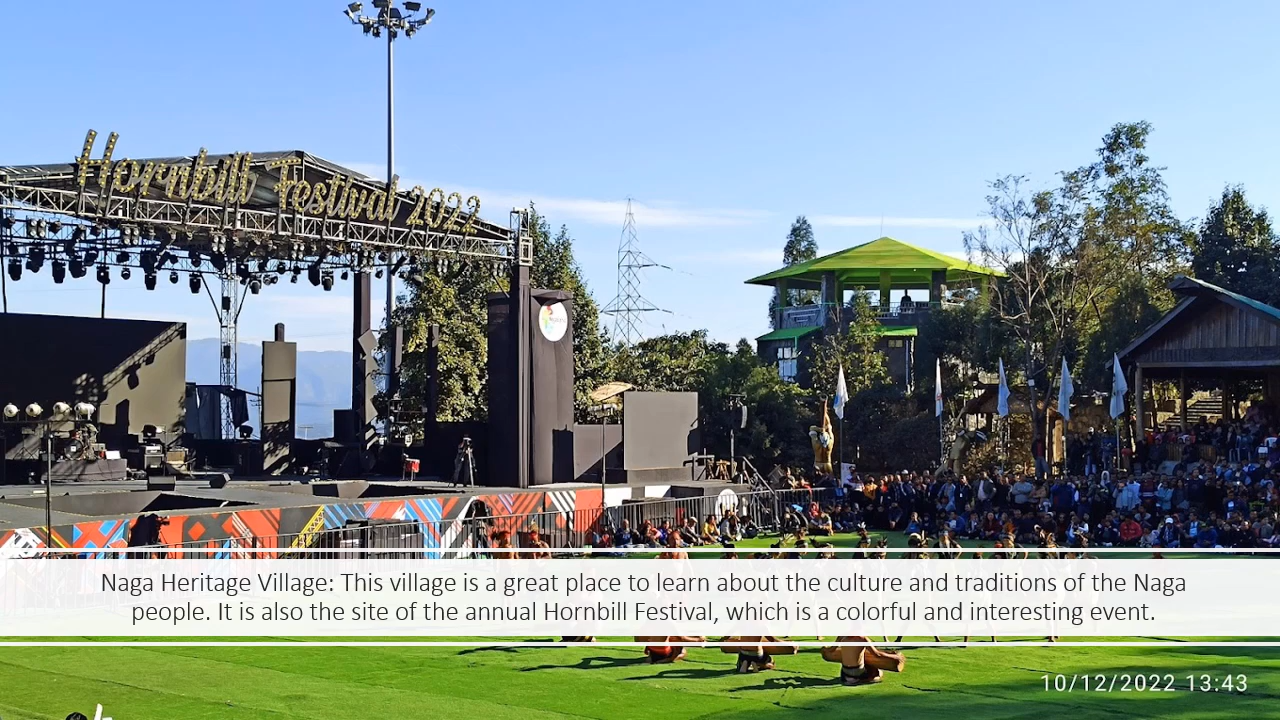 Hornbill Festival 2022
Naga Heritage Village: This village is a great place to learn about the culture and traditions of the Naga
people. It is also the site of the annual Hornbill Festival, which is a colorful and interesting event.
10/12/2022 13:43